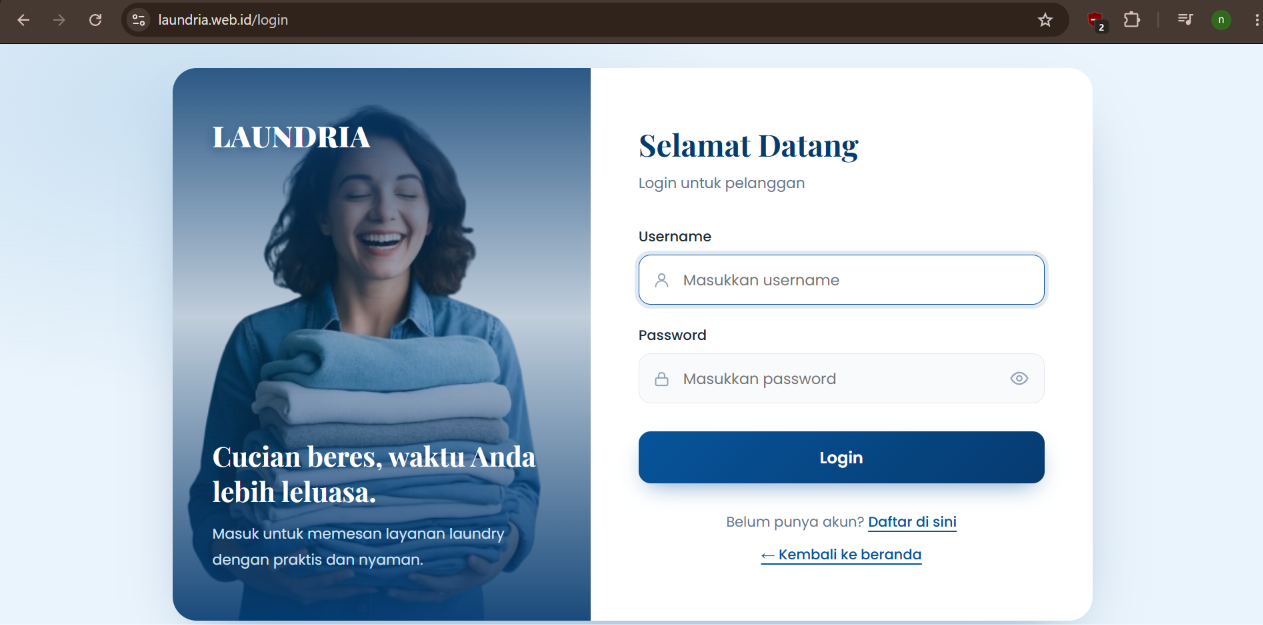 laundria.web.id/login
2
n
LAUNDRIA
Cucian beres, waktu Anda
lebih leluasa.
Masuk untuk memesan layanan laundry
dengan praktis dan nyaman.
Selamat Datang
Login untuk pelanggan
Username
Masukkan username
Password
Masukkan password
Login
Belum punya akun? Daftar di sini
← Kembali ke beranda